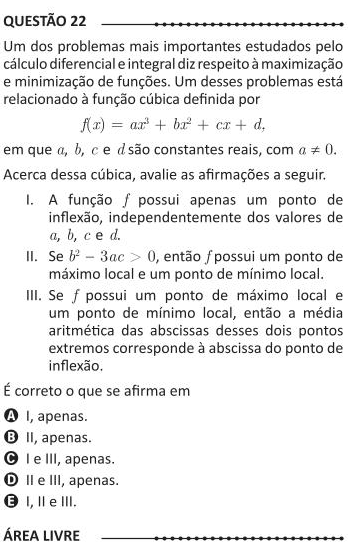 QUESTÃO 22
Um dos problemas mais importantes estudados pelo
cálculo diferencial e integral diz respeito à maximização
e minimização de funções. Um desses problemas está
relacionado à função cúbica definida por
f(x) = ax³ + bx² + cx + d,
em que a, b, c e d são constantes reais, com a ≠ 0.
Acerca dessa cúbica, avalie as afirmações a seguir.
I. A função f possui apenas um ponto de
inflexão, independentemente dos valores de
a, b, c e d.
II. Se b² − 3ac > 0, então f possui um ponto de
máximo local e um ponto de mínimo local.
III. Se f possui um ponto de máximo local e
um ponto de mínimo local, então a média
aritmética das abscissas desses dois pontos
extremos corresponde à abscissa do ponto de
inflexão.
É correto o que se afirma em
A I, apenas.
B II, apenas.
C I e III, apenas.
D II e III, apenas.
E I, II e III.
ÁREA LIVRE